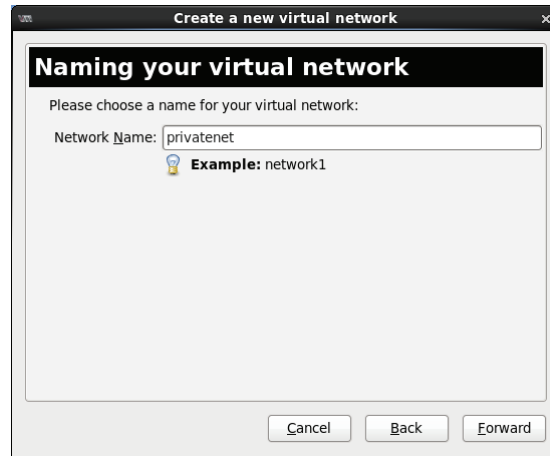 Create a new virtual network
Naming your virtual network
Please choose a name for your virtual network:
Network Name: privatenet
Example: network1
Cancel Back Forward